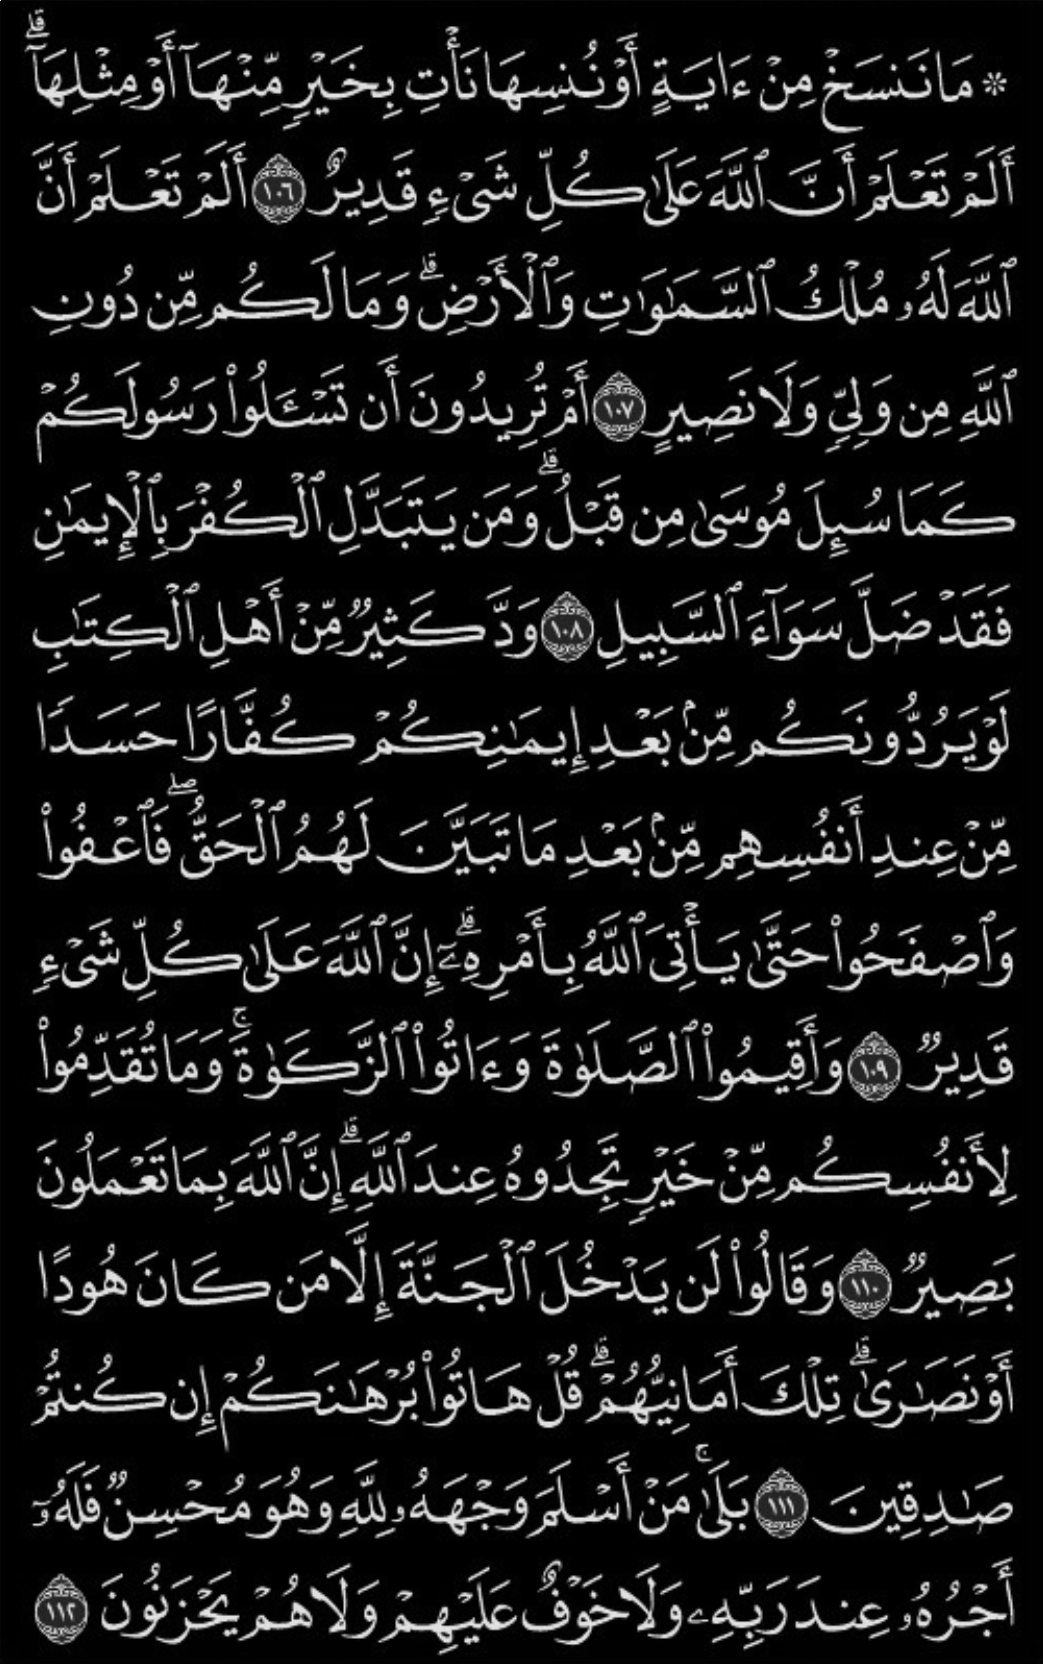 ۞ مَا نَنسَخْ مِنْ ءَايَةٍ أَوْ نُنسِهَا نَأْتِ بِخَيْرٍ مِّنْهَآ أَوْ مِثْلِهَآ ۗ
أَلَمْ تَعْلَمْ أَنَّ ٱللَّهَ عَلَىٰ كُلِّ شَىْءٍ قَدِيرٌ ١٠٦ أَلَمْ تَعْلَمْ أَنَّ
ٱللَّهَ لَهُۥ مُلْكُ ٱلسَّمَٰوَٰتِ وَٱلْأَرْضِ ۗ وَمَا لَكُم مِّن دُونِ
ٱللَّهِ مِن وَلِىٍّ وَلَا نَصِيرٍ ١٠٧ أَمْ تُرِيدُونَ أَن تَسْـَٔلُوا۟ رَسُولَكُمْ
كَمَا سُئِلَ مُوسَىٰ مِن قَبْلُ ۗ وَمَن يَتَبَدَّلِ ٱلْكُفْرَ بِٱلْإِيمَٰنِ
فَقَدْ ضَلَّ سَوَآءَ ٱلسَّبِيلِ ١٠٨ وَدَّ كَثِيرٌ مِّنْ أَهْلِ ٱلْكِتَٰبِ
لَوْ يَرُدُّونَكُم مِّنۢ بَعْدِ إِيمَٰنِكُمْ كُفَّارًا حَسَدًا
مِّنْ عِندِ أَنفُسِهِم مِّنۢ بَعْدِ مَا تَبَيَّنَ لَهُمُ ٱلْحَقُّ ۖ فَٱعْفُوا۟
وَٱصْفَحُوا۟ حَتَّىٰ يَأْتِىَ ٱللَّهُ بِأَمْرِهِۦٓ ۗ إِنَّ ٱللَّهَ عَلَىٰ كُلِّ شَىْءٍ
قَدِيرٌ ١٠٩ وَأَقِيمُوا۟ ٱلصَّلَوٰةَ وَءَاتُوا۟ ٱلزَّكَوٰةَ ۚ وَمَا تُقَدِّمُوا۟
لِأَنفُسِكُم مِّنْ خَيْرٍ تَجِدُوهُ عِندَ ٱللَّهِ ۗ إِنَّ ٱللَّهَ بِمَا تَعْمَلُونَ
بَصِيرٌ ١١٠ وَقَالُوا۟ لَن يَدْخُلَ ٱلْجَنَّةَ إِلَّا مَن كَانَ هُودًا
أَوْ نَصَٰرَىٰ ۗ تِلْكَ أَمَانِيُّهُمْ ۗ قُلْ هَاتُوا۟ بُرْهَٰنَكُمْ إِن كُنتُمْ
صَٰدِقِينَ ١١١ بَلَىٰ ۚ مَنْ أَسْلَمَ وَجْهَهُۥ لِلَّهِ وَهُوَ مُحْسِنٌ فَلَهُۥٓ
أَجْرُهُۥ عِندَ رَبِّهِۦ وَلَا خَوْفٌ عَلَيْهِمْ وَلَا هُمْ يَحْزَنُونَ ١١٢